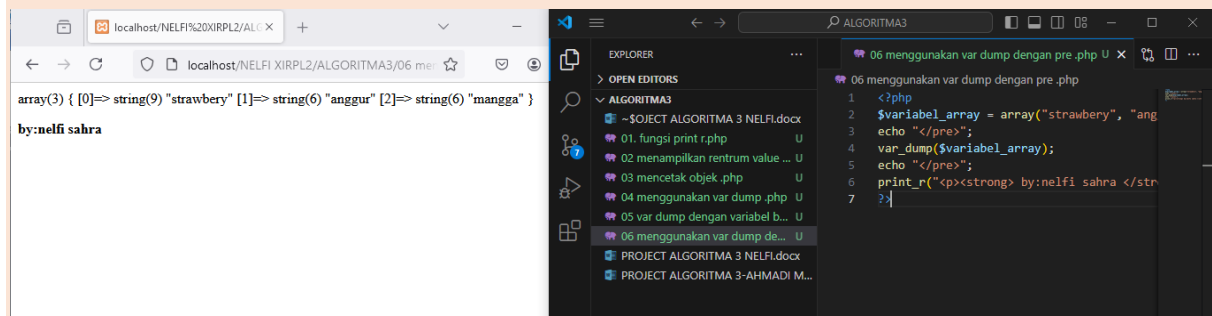 localhost/NELFI%20XIRPL2/ALG
localhost/NELFI XIRPL2/ALGORITMA3/06 mer
array(3) { [0]=> string(9) "strawbery" [1]=> string(6) "anggur" [2]=> string(6) "mangga" }
by:nelfi sahra
ALGORITMA3
EXPLORER
OPEN EDITORS
ALGORITMA3
~$OJECT ALGORITMA 3 NELFI.docx
01. fungsi print r.php U
02 menampilkan rentrum value ... U
03 mencetak objek .php U
04 menggunakan var dump .php U
05 var dump dengan variabel b... U
06 menggunakan var dump de... U
PROJECT ALGORITMA 3 NELFI.docx
PROJECT ALGORITMA 3-AHMADI M...
7
06 menggunakan var dump dengan pre .php U
06 menggunakan var dump dengan pre .php
1 <?php
2 $variabel_array = array("strawbery", "ang
3 echo "</pre>";
4 var_dump($variabel_array);
5 echo "</pre>";
6 print_r("<p><strong> by:nelfi sahra </str
7 ?>